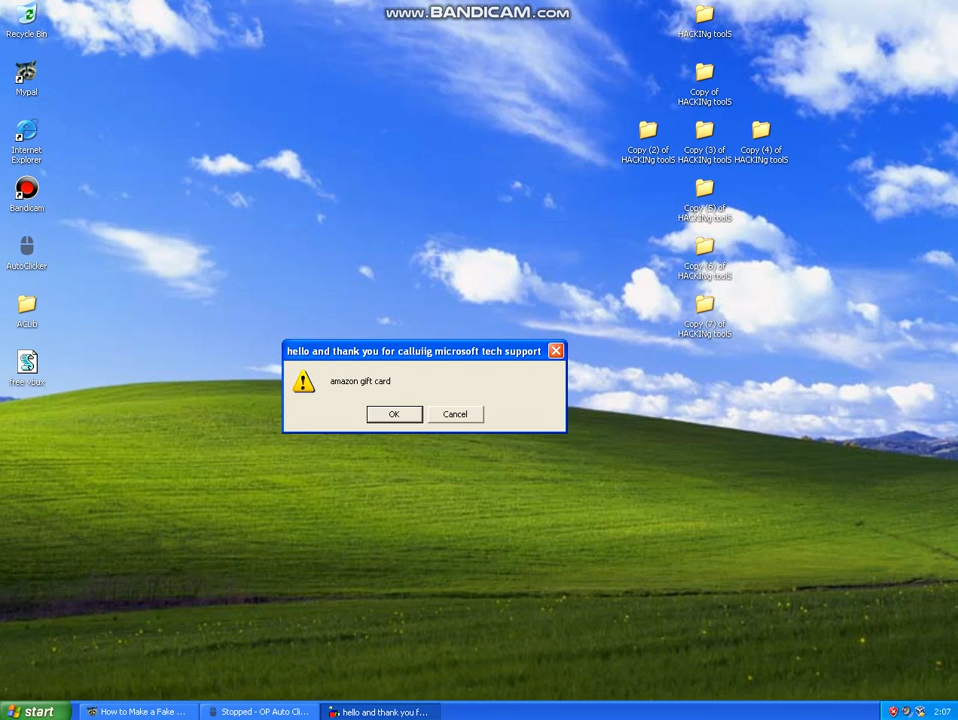 www.BANDICAM.com
Recycle Bin
Mypal
Internet
Explorer
Bandicam
AutoClicker
ACLib
free vbux
HACKINg toolS
Copy of
HACKINg toolS
Copy (2) of
HACKINg toolS
Copy (3) of
HACKINg toolS
Copy (4) of
HACKINg toolS
Copy (5) of
HACKINg toolS
Copy (6) of
HACKINg toolS
Copy (7) of
HACKINg toolS
hello and thank you for calluiig microsoft tech support
amazon gift card
OK
Cancel
start
How to Make a Fake ...
Stopped - OP Auto Cli...
hello and thank you f...
2:07